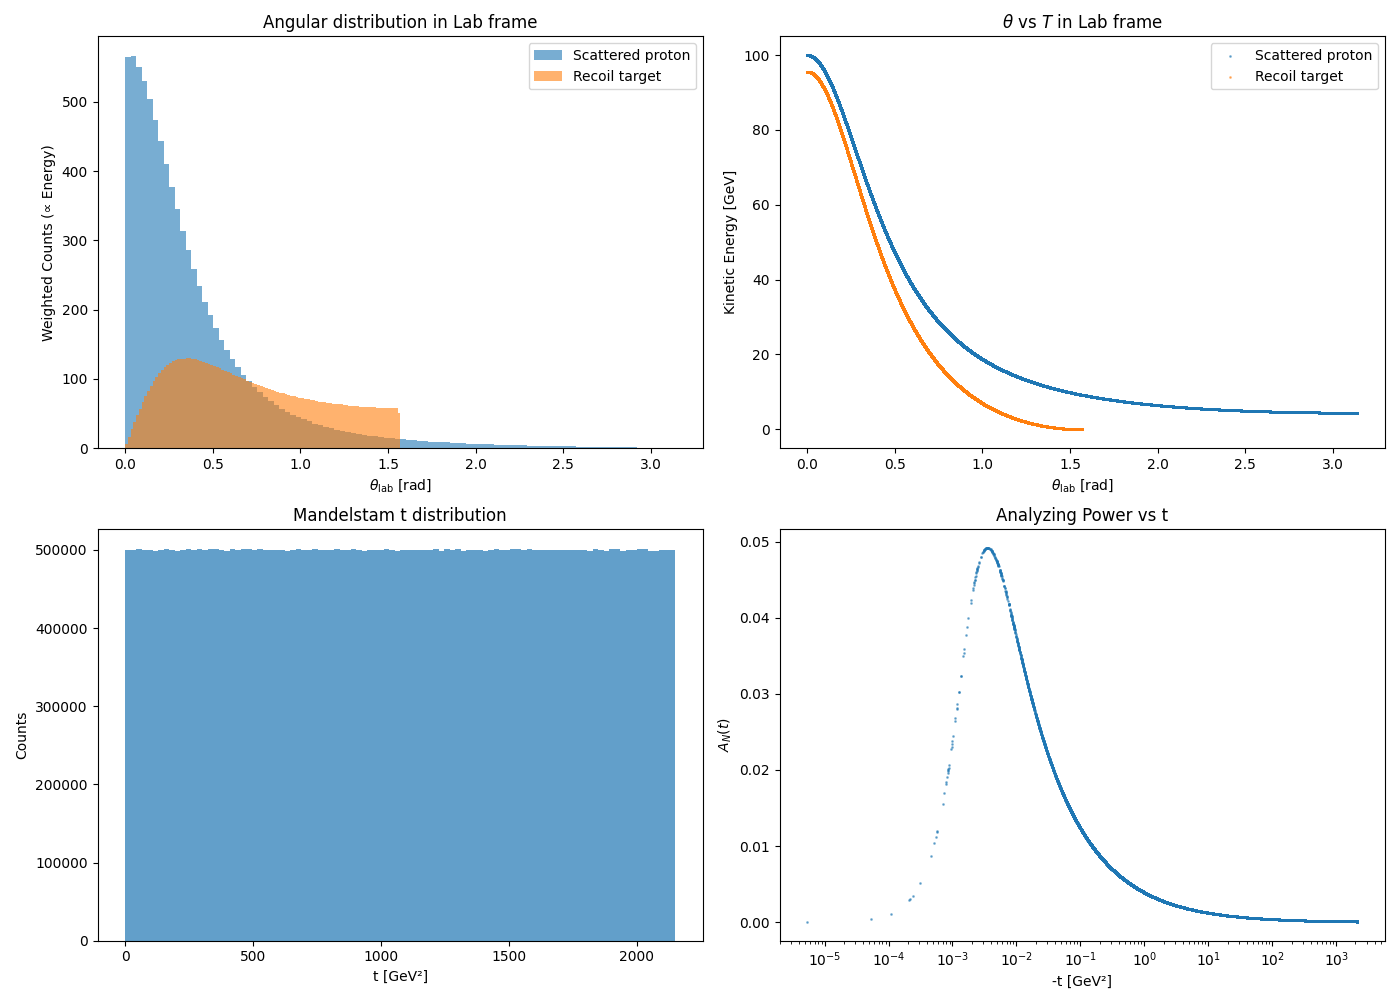 Angular distribution in Lab frame
Weighted Counts (∝ Energy)
500
400
300
200
100
0
Scattered proton
Recoil target
0.0 0.5 1.0 1.5 2.0 2.5 3.0
θlab [rad]
θ vs T in Lab frame
Kinetic Energy [GeV]
100
80
60
40
20
0
Scattered proton
Recoil target
0.0 0.5 1.0 1.5 2.0 2.5 3.0
θlab [rad]
Mandelstam t distribution
Counts
500000
400000
300000
200000
100000
0
0 500 1000 1500 2000
t [GeV²]
Analyzing Power vs t
A_N(t)
0.05
0.04
0.03
0.02
0.01
0.00
10⁻⁵ 10⁻⁴ 10⁻³ 10⁻² 10⁻¹ 10⁰ 10¹ 10² 10³
-t [GeV²]